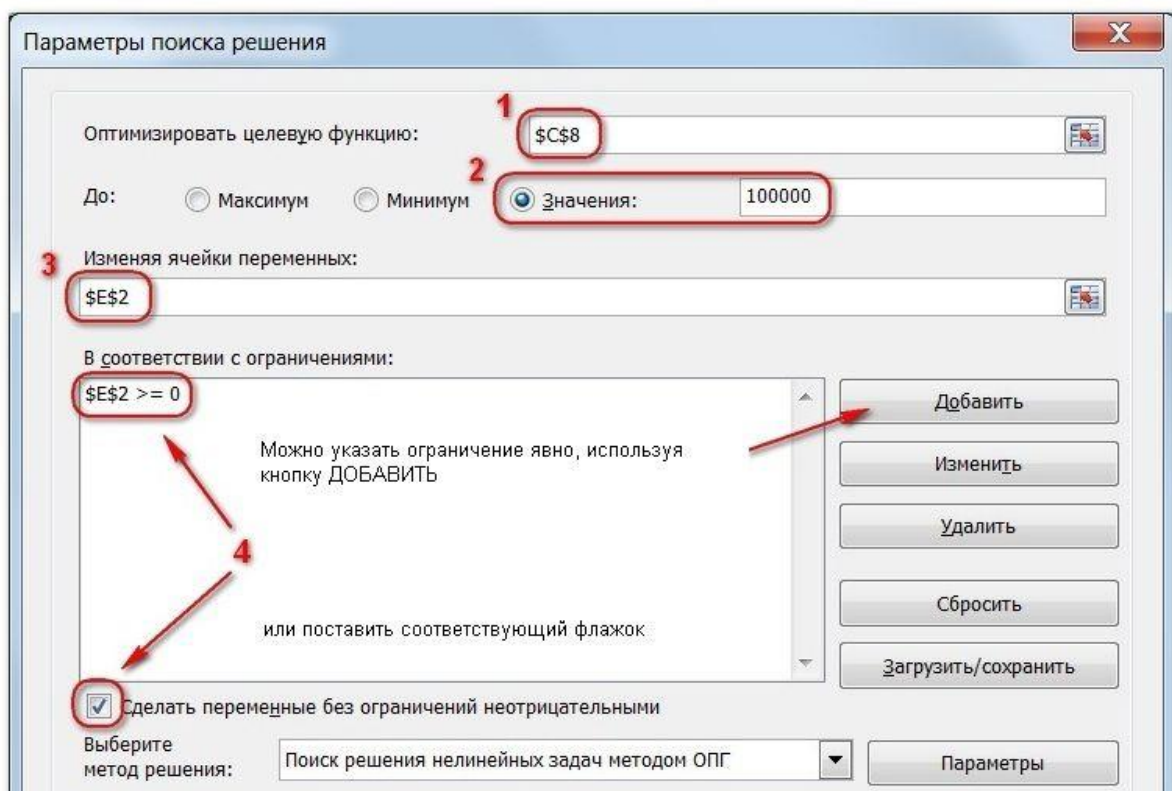 Параметры поиска решения
X
1
Оптимизировать целевую функцию:
$C$8
2
До:
Максимум
Минимум
Значения:
100000
3
Изменяя ячейки переменных:
$E$2
В соответствии с ограничениями:
$E$2 >= 0
Добавить
Можно указать ограничение явно, используя
кнопку ДОБАВИТЬ
Изменить
Удалить
4
Сбросить
или поставить соответствующий флажок
Загрузить/сохранить
Сделать переменные без ограничений неотрицательными
Выберите
метод решения:
Поиск решения нелинейных задач методом ОПГ
Параметры